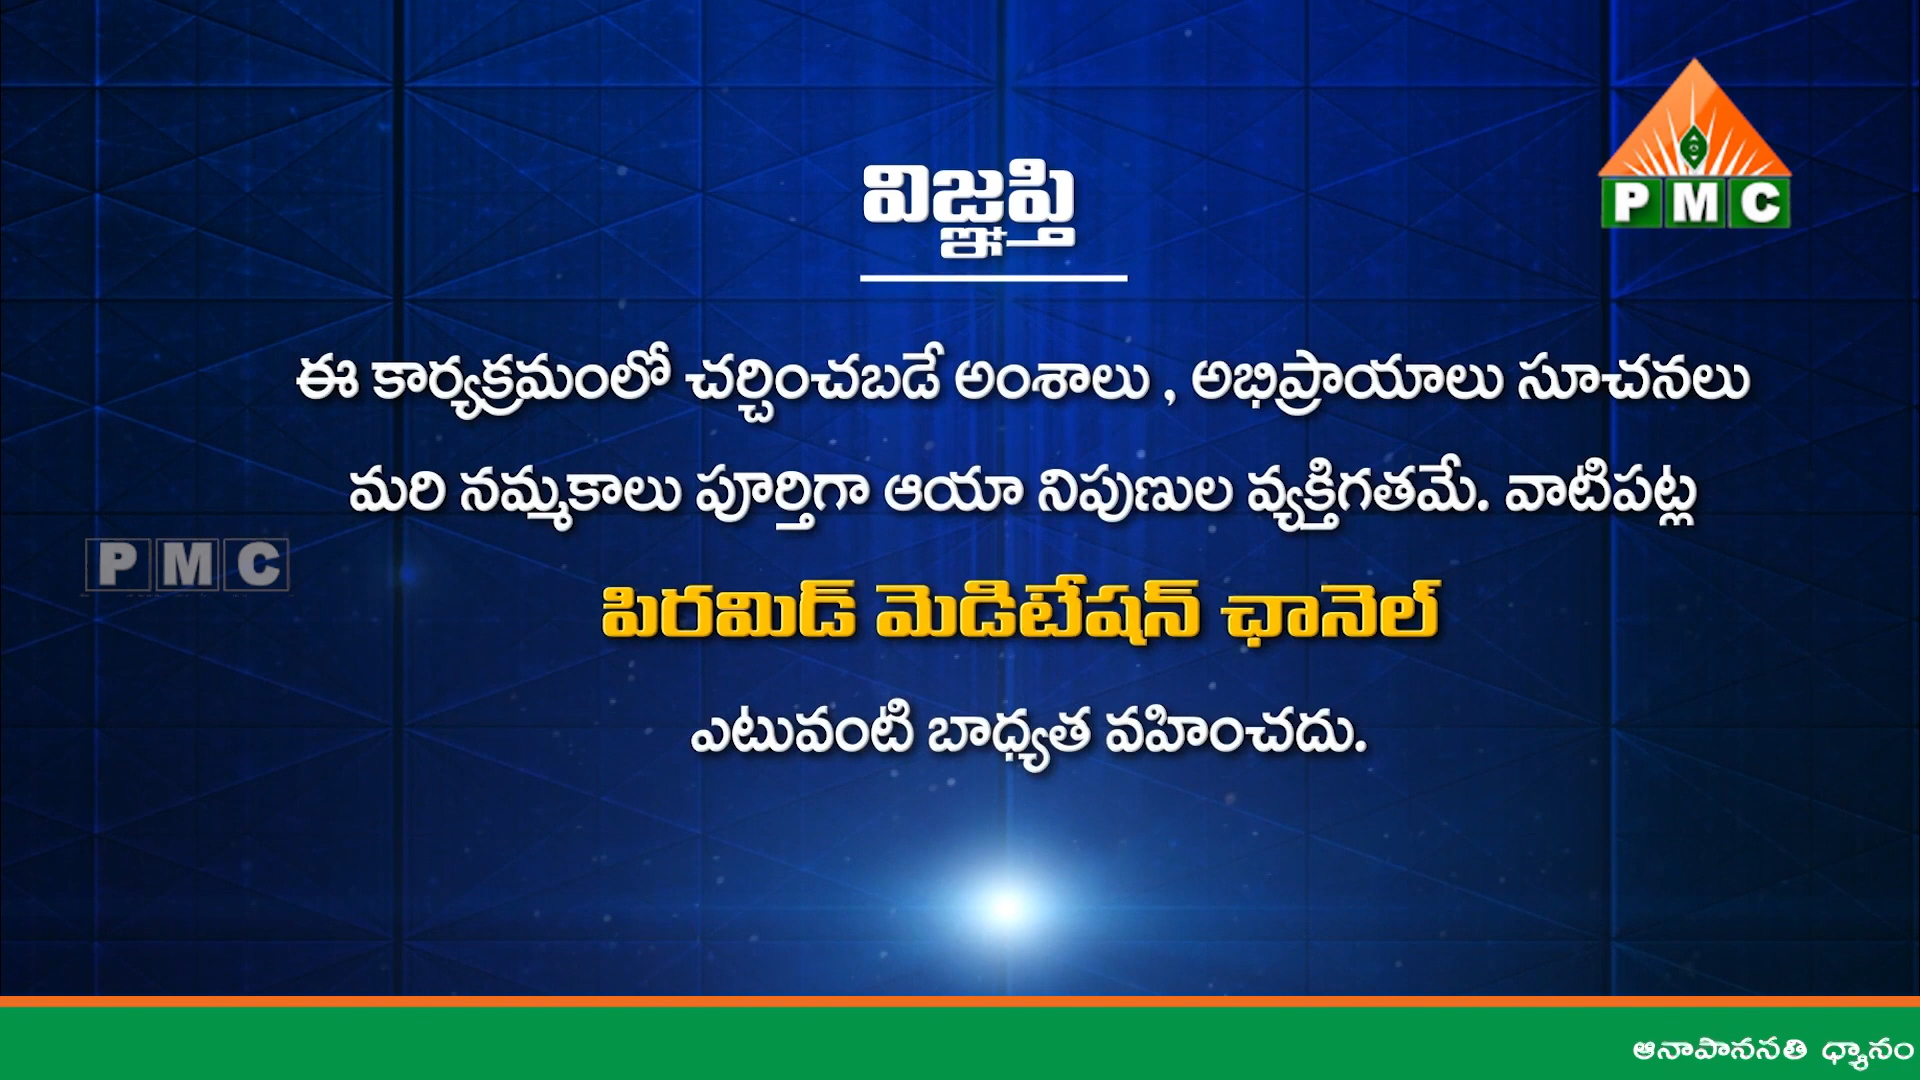 విజ్ఞప్తి
PMC
ఈ కార్యక్రమంలో చర్చించబడే అంశాలు , అభిప్రాయాలు సూచనలు
మరి నమ్మకాలు పూర్తిగా ఆయా నిపుణుల వ్యక్తిగతమే. వాటిపట్ల
PMC
పిరమిడ్ మెడిటేషన్ ఛానెల్
ఎటువంటి బాధ్యత వహించదు.
ఆనాపానసతి ధ్యానం